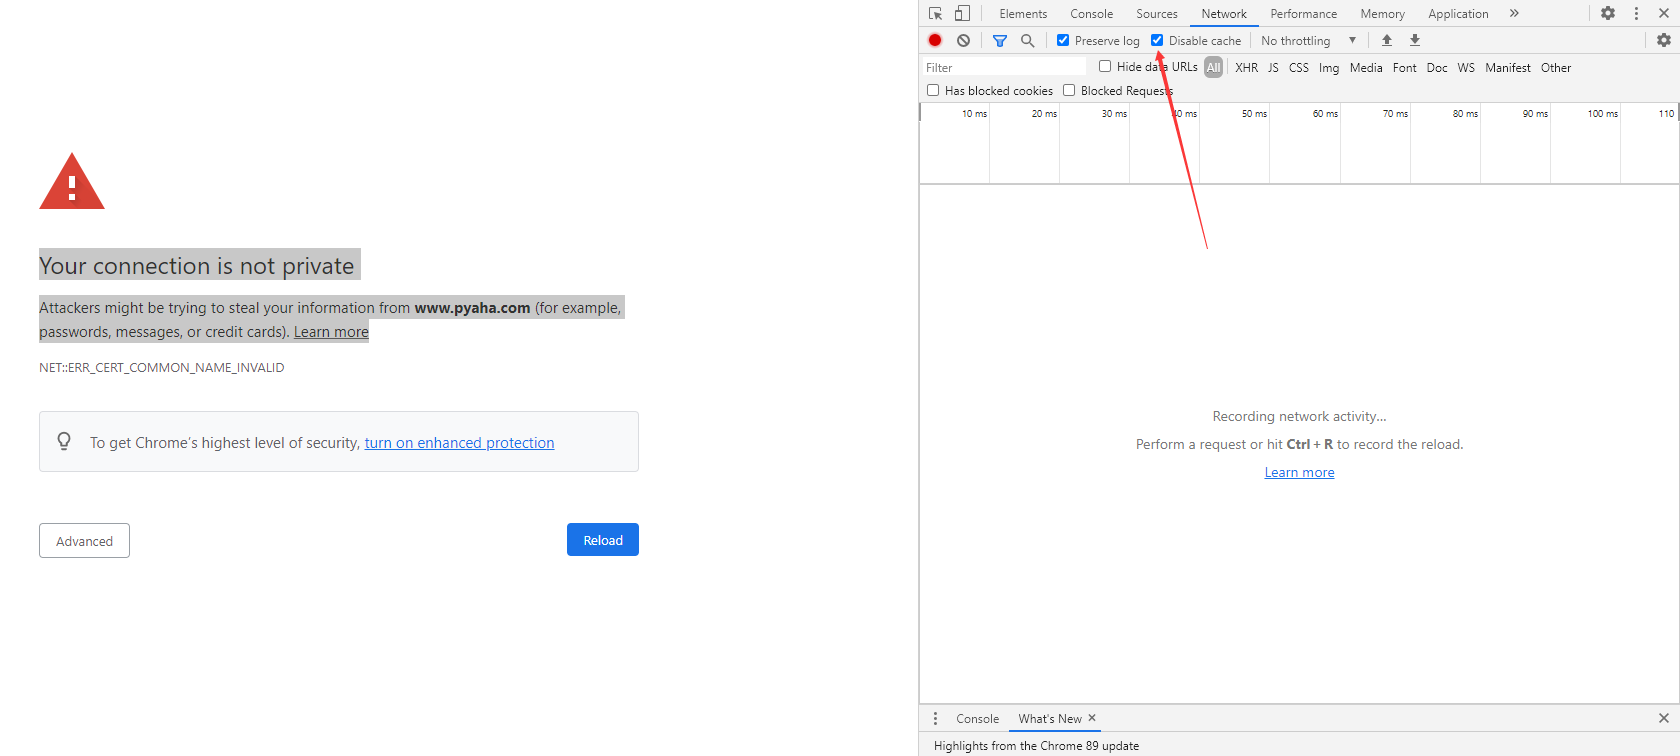 Your connection is not private
Attackers might be trying to steal your information from www.pyaha.com (for example,
passwords, messages, or credit cards). Learn more
NET::ERR_CERT_COMMON_NAME_INVALID
To get Chrome's highest level of security, turn on enhanced protection
Advanced
Reload
Elements Console Sources Network Performance Memory Application »
Preserve log Disable cache No throttling ▼
Filter Hide data URLs All XHR JS CSS Img Media Font Doc WS Manifest Other
Has blocked cookies Blocked Requests
10 ms 20 ms 30 ms 40 ms 50 ms 60 ms 70 ms 80 ms 90 ms 100 ms 110
Recording network activity...
Perform a request or hit Ctrl + R to record the reload.
Learn more
Console What's New ×
Highlights from the Chrome 89 update